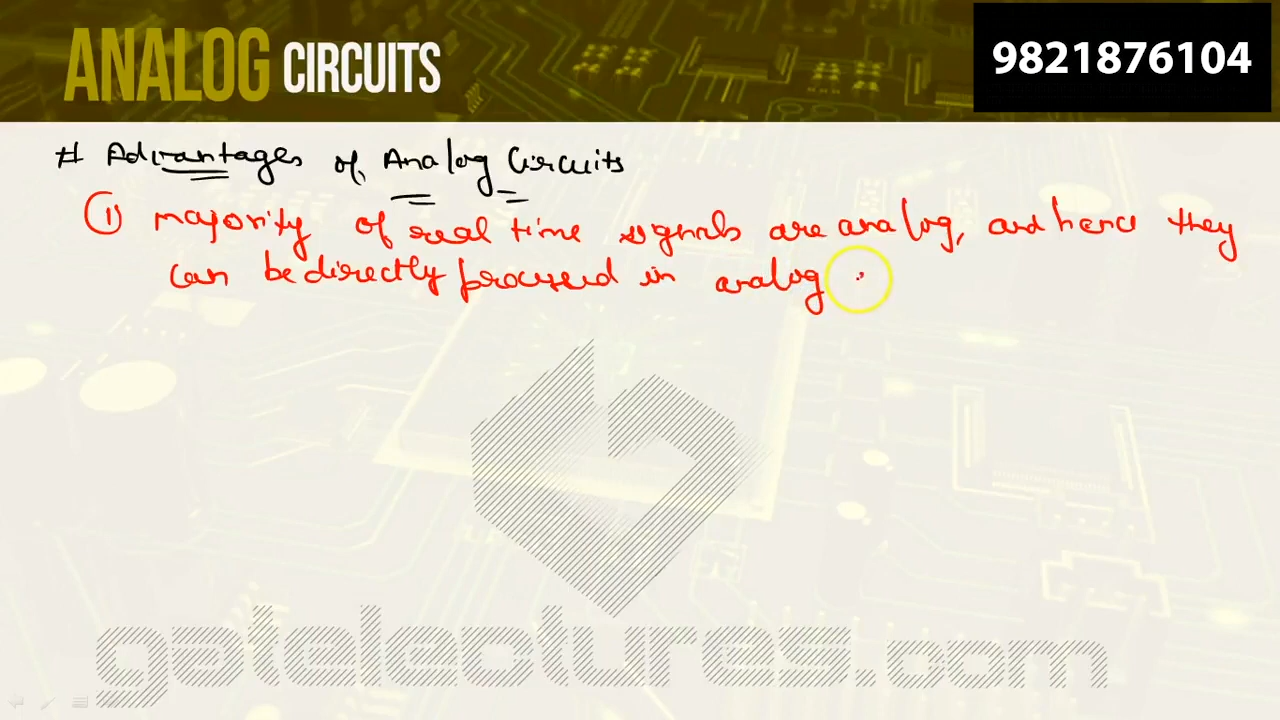 ANALOG CIRCUITS
9821876104
# Advantages of Analog Circuits
① majority of real time signals are analog, and hence they
can be directly processed in analog
gatelectures.com